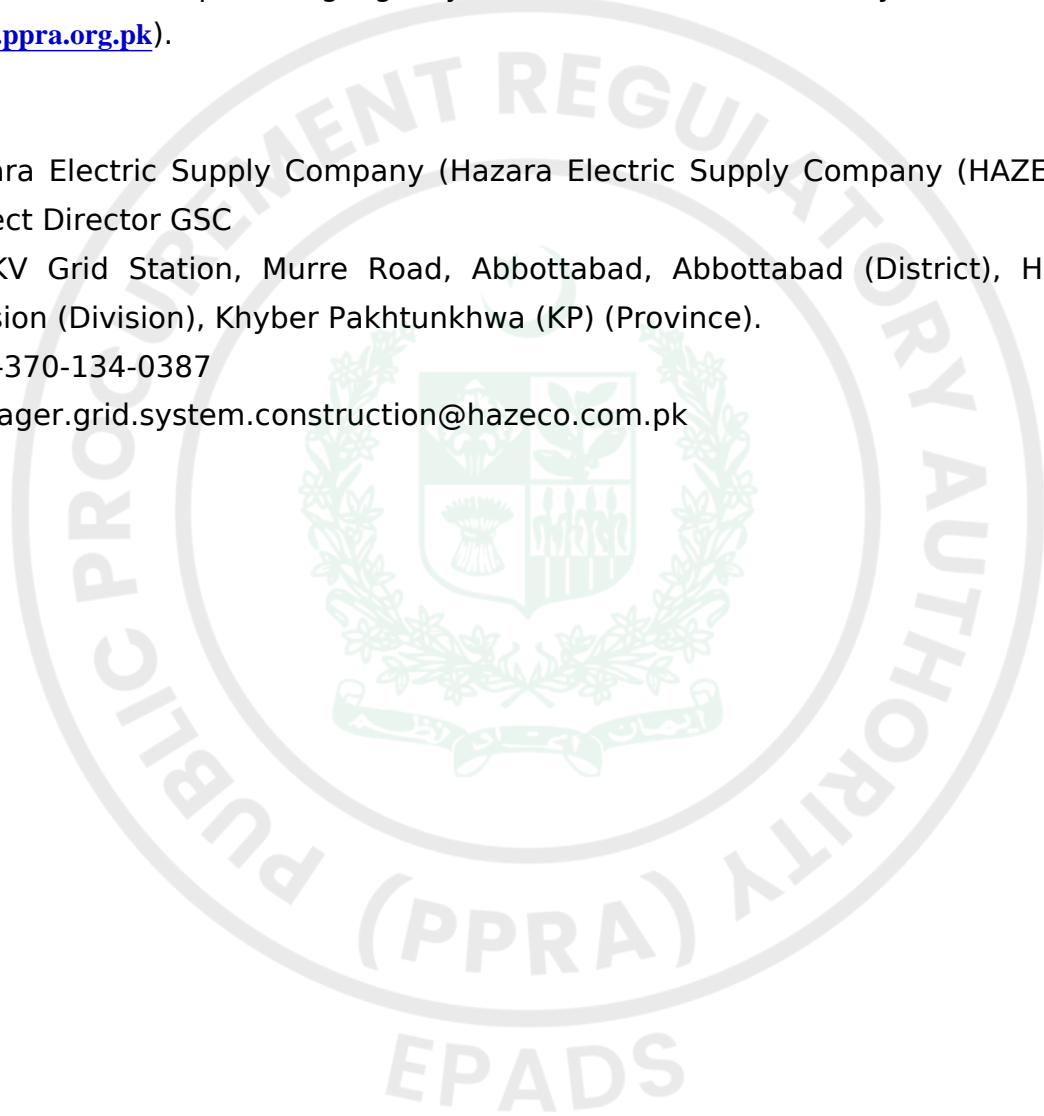 .ppra.org.pk).
ara Electric Supply Company (Hazara Electric Supply Company (HAZE
ect Director GSC
KV Grid Station, Murre Road, Abbottabad, Abbottabad (District), H
sion (Division), Khyber Pakhtunkhwa (KP) (Province).
-370-134-0387
ager.grid.system.construction@hazeco.com.pk
PUBLIC PROCUREMENT REGULATORY AUTHORITY
(PPRA)
EPADS